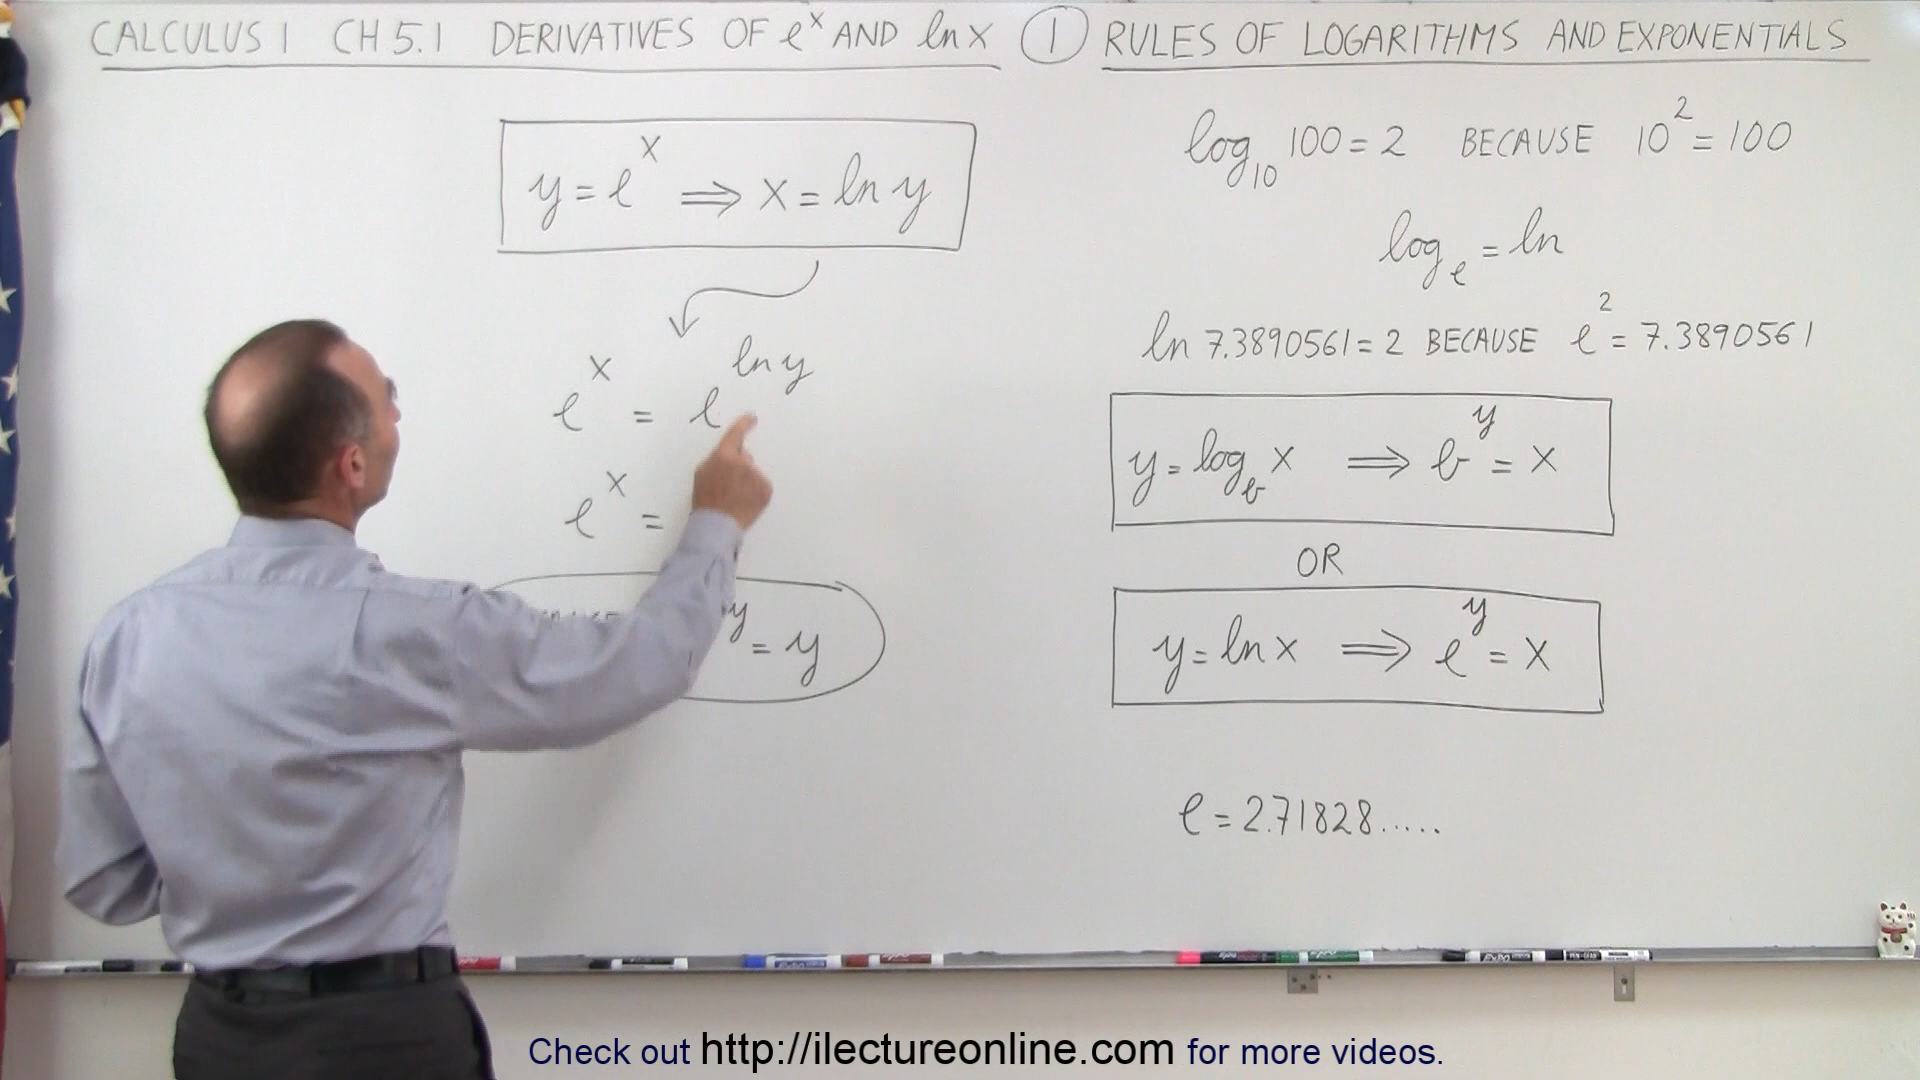 CALCULUS 1 CH 5.1 DERIVATIVES OF e^x AND ln x ① RULES OF LOGARITHMS AND EXPONENTIALS
y = e^x ⟹ x = ln y
e^x = e^(ln y)
e^x =
y = y
log_10 100 = 2 BECAUSE 10^2 = 100
log_e = ln
ln 7.3890561 = 2 BECAUSE e^2 = 7.3890561
y = log_b x ⟹ b^y = x
OR
y = ln x ⟹ e^y = x
e = 2.71828.....
EXPO
Check out http://ilectureonline.com for more videos.